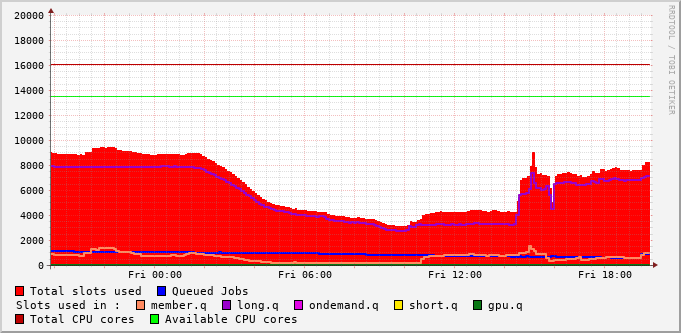 20000
18000
16000
14000
12000
10000
8000
6000
4000
2000
0
Fri 00:00 Fri 06:00 Fri 12:00 Fri 18:00
Total slots used Queued Jobs
Slots used in : member.q long.q ondemand.q short.q gpu.q
Total CPU cores Available CPU cores
RRDTOOL / TOBI OETIKER